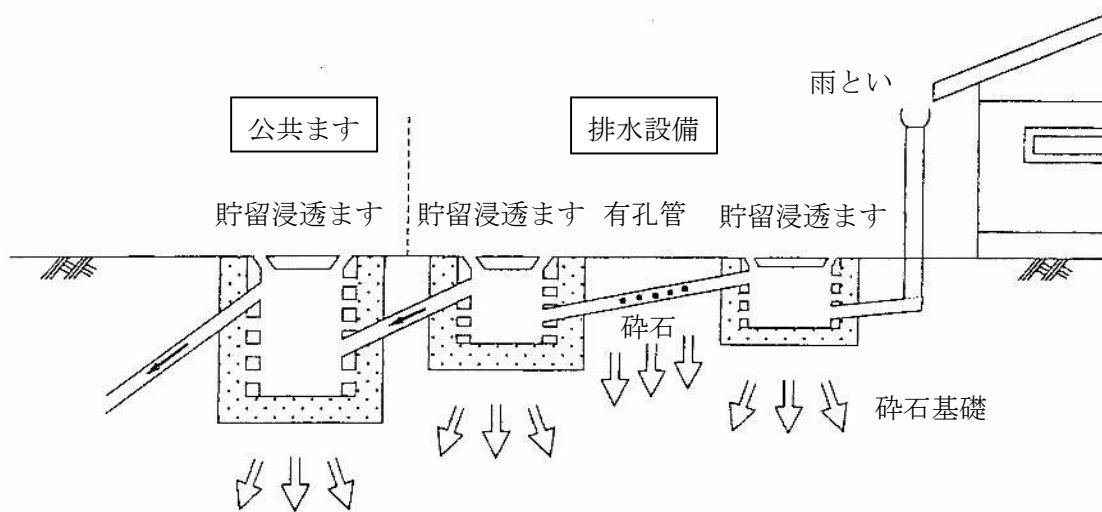 雨とい
公共ます
排水設備
貯留浸透ます
貯留浸透ます
有孔管
貯留浸透ます
砕石
砕石基礎